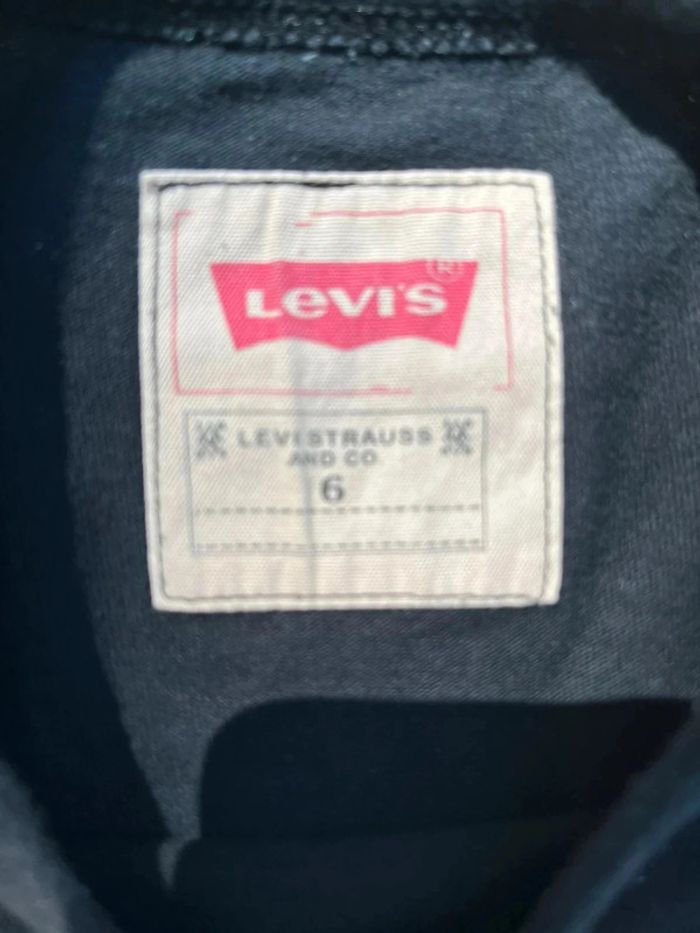 Levi's ®
LEVI STRAUSS
AND CO.
6